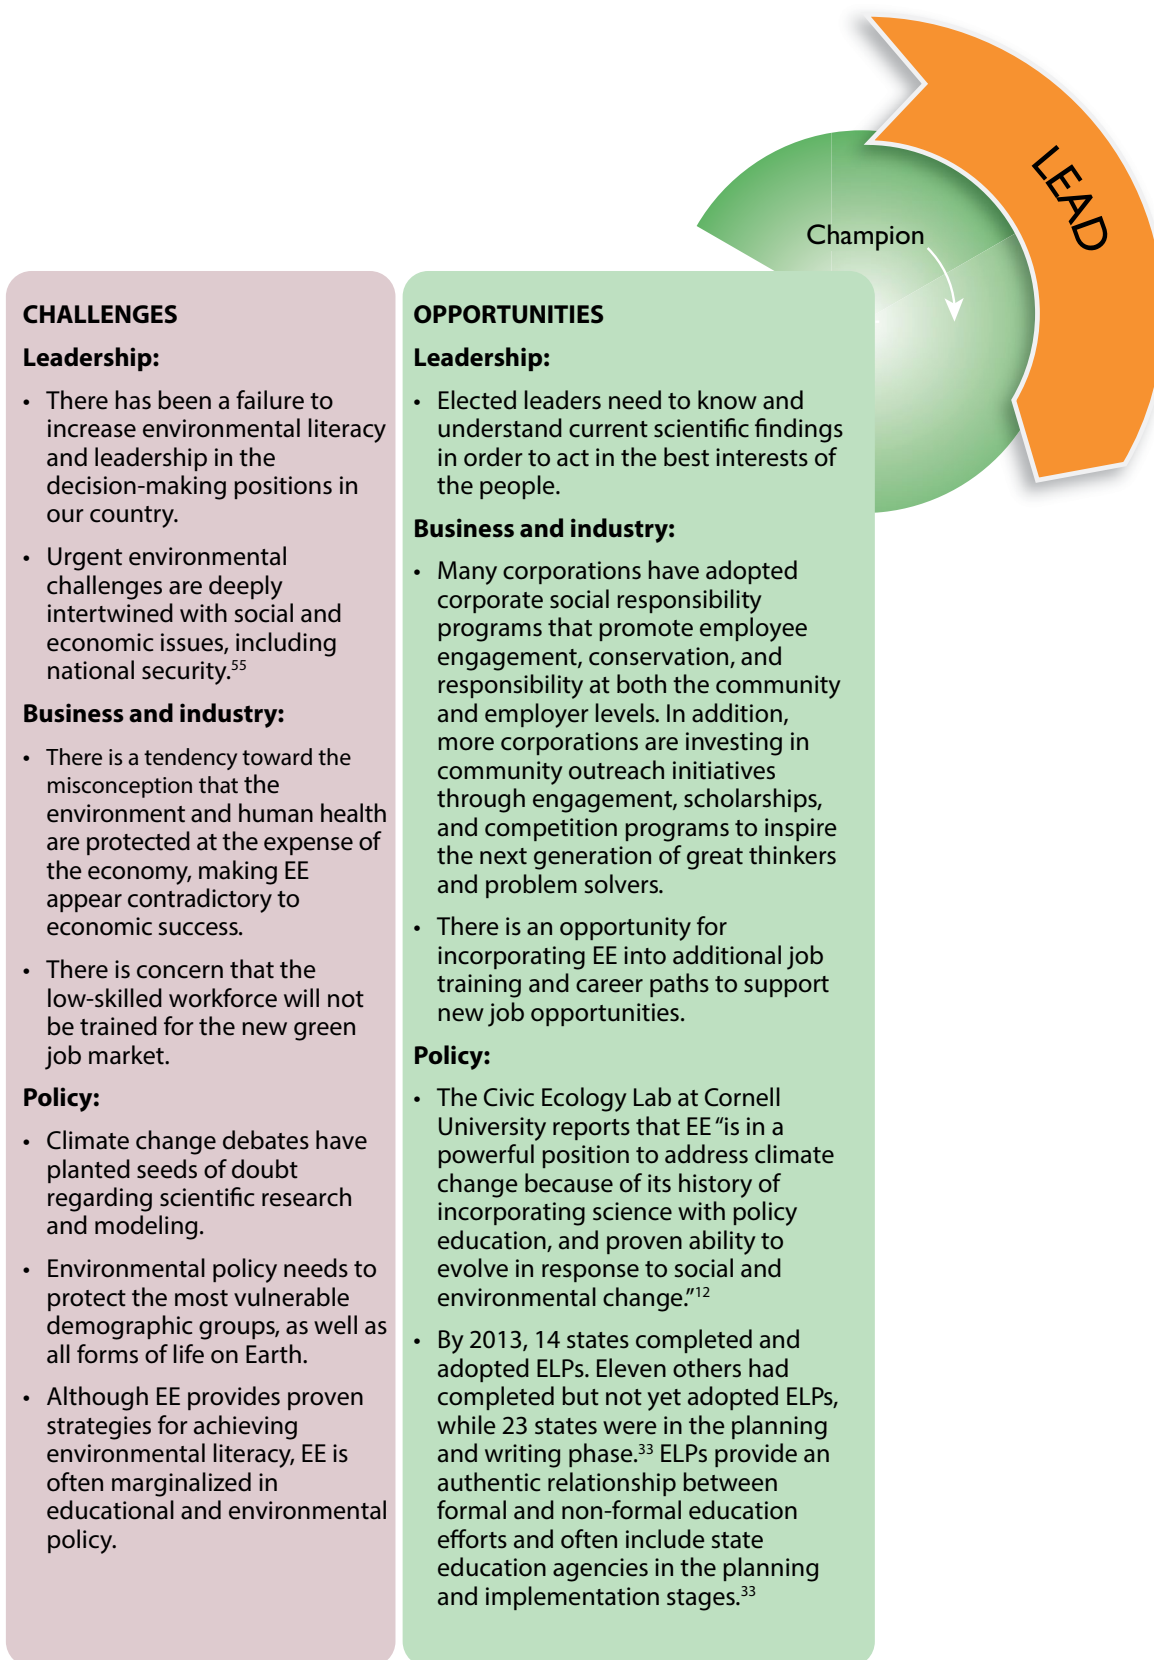 LEAD
Champion
CHALLENGES
Leadership:
• There has been a failure to
increase environmental literacy
and leadership in the
decision-making positions in
our country.
• Urgent environmental
challenges are deeply
intertwined with social and
economic issues, including
national security.55
Business and industry:
• There is a tendency toward the
misconception that the
environment and human health
are protected at the expense of
the economy, making EE
appear contradictory to
economic success.
• There is concern that the
low-skilled workforce will not
be trained for the new green
job market.
Policy:
• Climate change debates have
planted seeds of doubt
regarding scientific research
and modeling.
• Environmental policy needs to
protect the most vulnerable
demographic groups, as well as
all forms of life on Earth.
• Although EE provides proven
strategies for achieving
environmental literacy, EE is
often marginalized in
educational and environmental
policy.
OPPORTUNITIES
Leadership:
• Elected leaders need to know and
understand current scientific findings
in order to act in the best interests of
the people.
Business and industry:
• Many corporations have adopted
corporate social responsibility
programs that promote employee
engagement, conservation, and
responsibility at both the community
and employer levels. In addition,
more corporations are investing in
community outreach initiatives
through engagement, scholarships,
and competition programs to inspire
the next generation of great thinkers
and problem solvers.
• There is an opportunity for
incorporating EE into additional job
training and career paths to support
new job opportunities.
Policy:
• The Civic Ecology Lab at Cornell
University reports that EE “is in a
powerful position to address climate
change because of its history of
incorporating science with policy
education, and proven ability to
evolve in response to social and
environmental change.”12
• By 2013, 14 states completed and
adopted ELPs. Eleven others had
completed but not yet adopted ELPs,
while 23 states were in the planning
and writing phase.33 ELPs provide an
authentic relationship between
formal and non-formal education
efforts and often include state
education agencies in the planning
and implementation stages.33